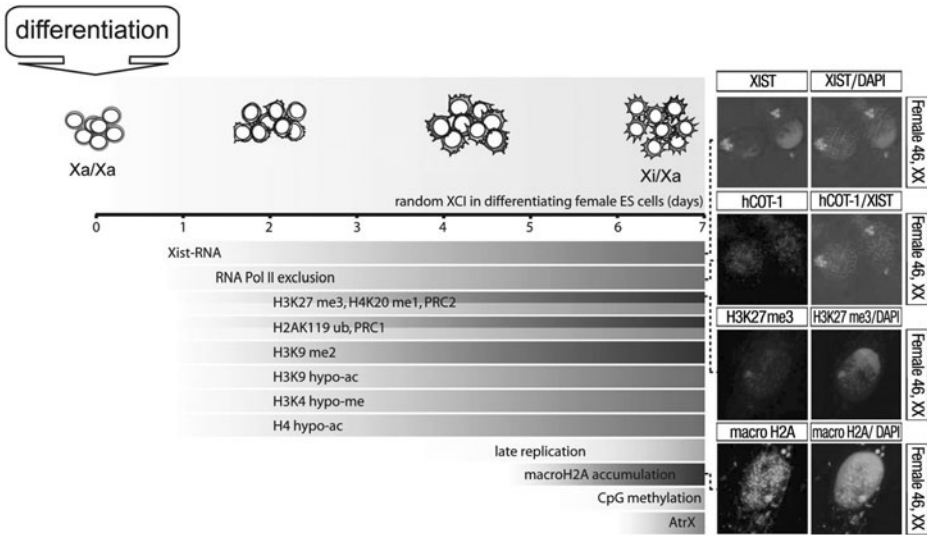 differentiation
Xa/Xa
Xi/Xa
random XCI in differentiating female ES cells (days)
0 1 2 3 4 5 6 7
Xist-RNA
RNA Pol II exclusion
H3K27 me3, H4K20 me1, PRC2
H2AK119 ub, PRC1
H3K9 me2
H3K9 hypo-ac
H3K4 hypo-me
H4 hypo-ac
late replication
macroH2A accumulation
CpG methylation
AtrX
XIST XIST/DAPI
Female 46, XX
hCOT-1 hCOT-1/XIST
Female 46, XX
H3K27me3 H3K27 me3/DAPI
Female 46, XX
macro H2A macro H2A/ DAPI
Female 46, XX